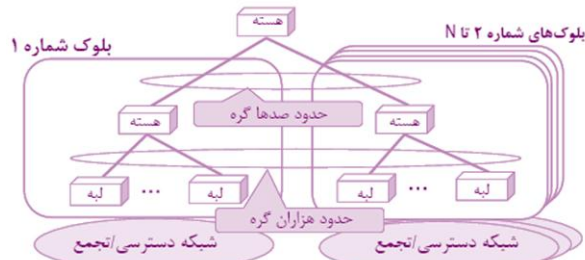 هسته
بلوک‌های شماره ۲ تا N
بلوک شماره ۱
حدود صدها گره
هسته
هسته
لبه
...
لبه
لبه
...
لبه
حدود هزاران گره
شبکه دسترسی/تجمع
شبکه دسترسی/تجمع